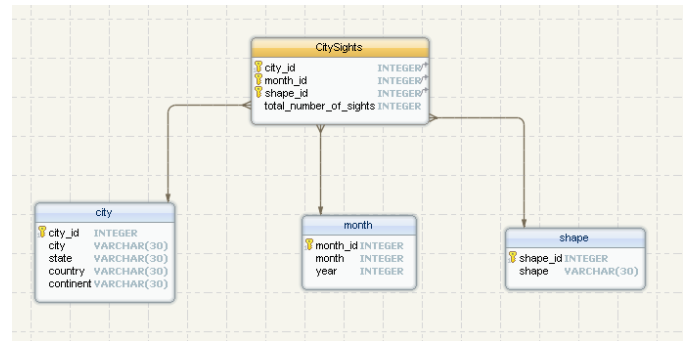 CitySights
city_id INTEGER
month_id INTEGER
shape_id INTEGER
total_number_of_sights INTEGER
city
city_id INTEGER
city VARCHAR(30)
state VARCHAR(30)
country VARCHAR(30)
continent VARCHAR(30)
month
month_id INTEGER
month INTEGER
year INTEGER
shape
shape_id INTEGER
shape VARCHAR(30)